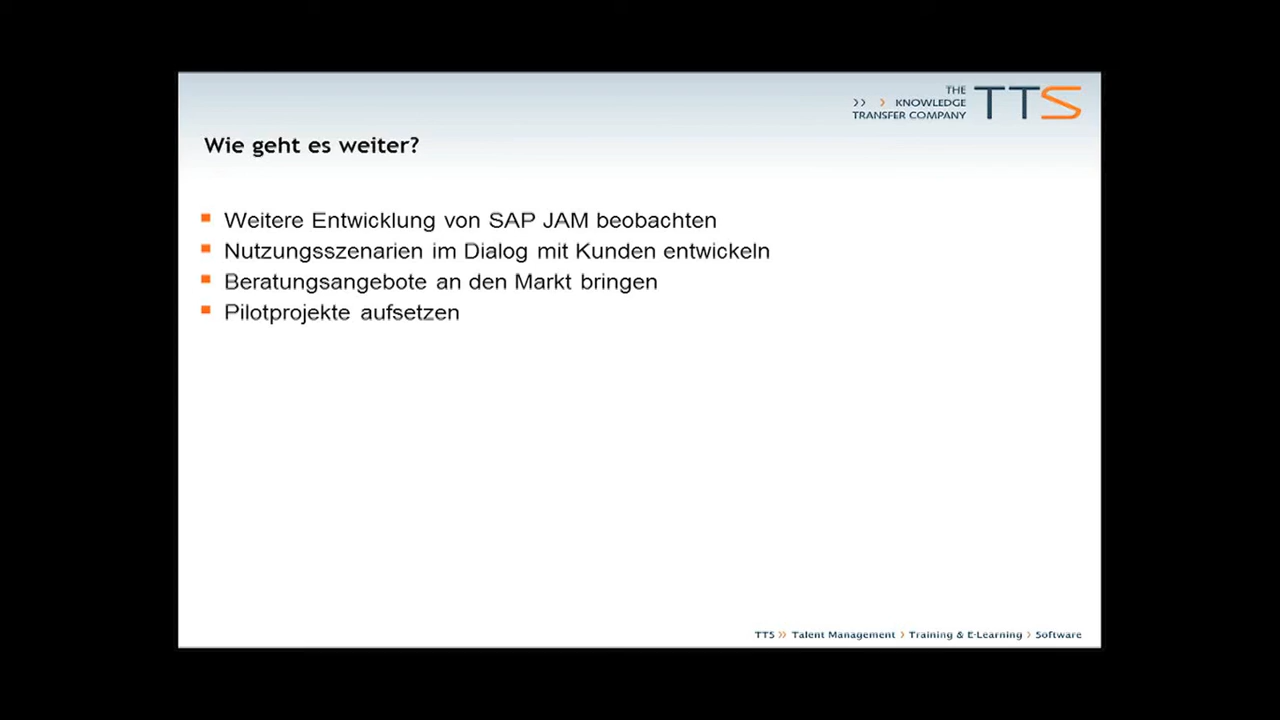 THE
›› › KNOWLEDGE
TRANSFER COMPANY
TTS
Wie geht es weiter?
Weitere Entwicklung von SAP JAM beobachten
Nutzungsszenarien im Dialog mit Kunden entwickeln
Beratungsangebote an den Markt bringen
Pilotprojekte aufsetzen
TTS ›› Talent Management › Training & E-Learning › Software